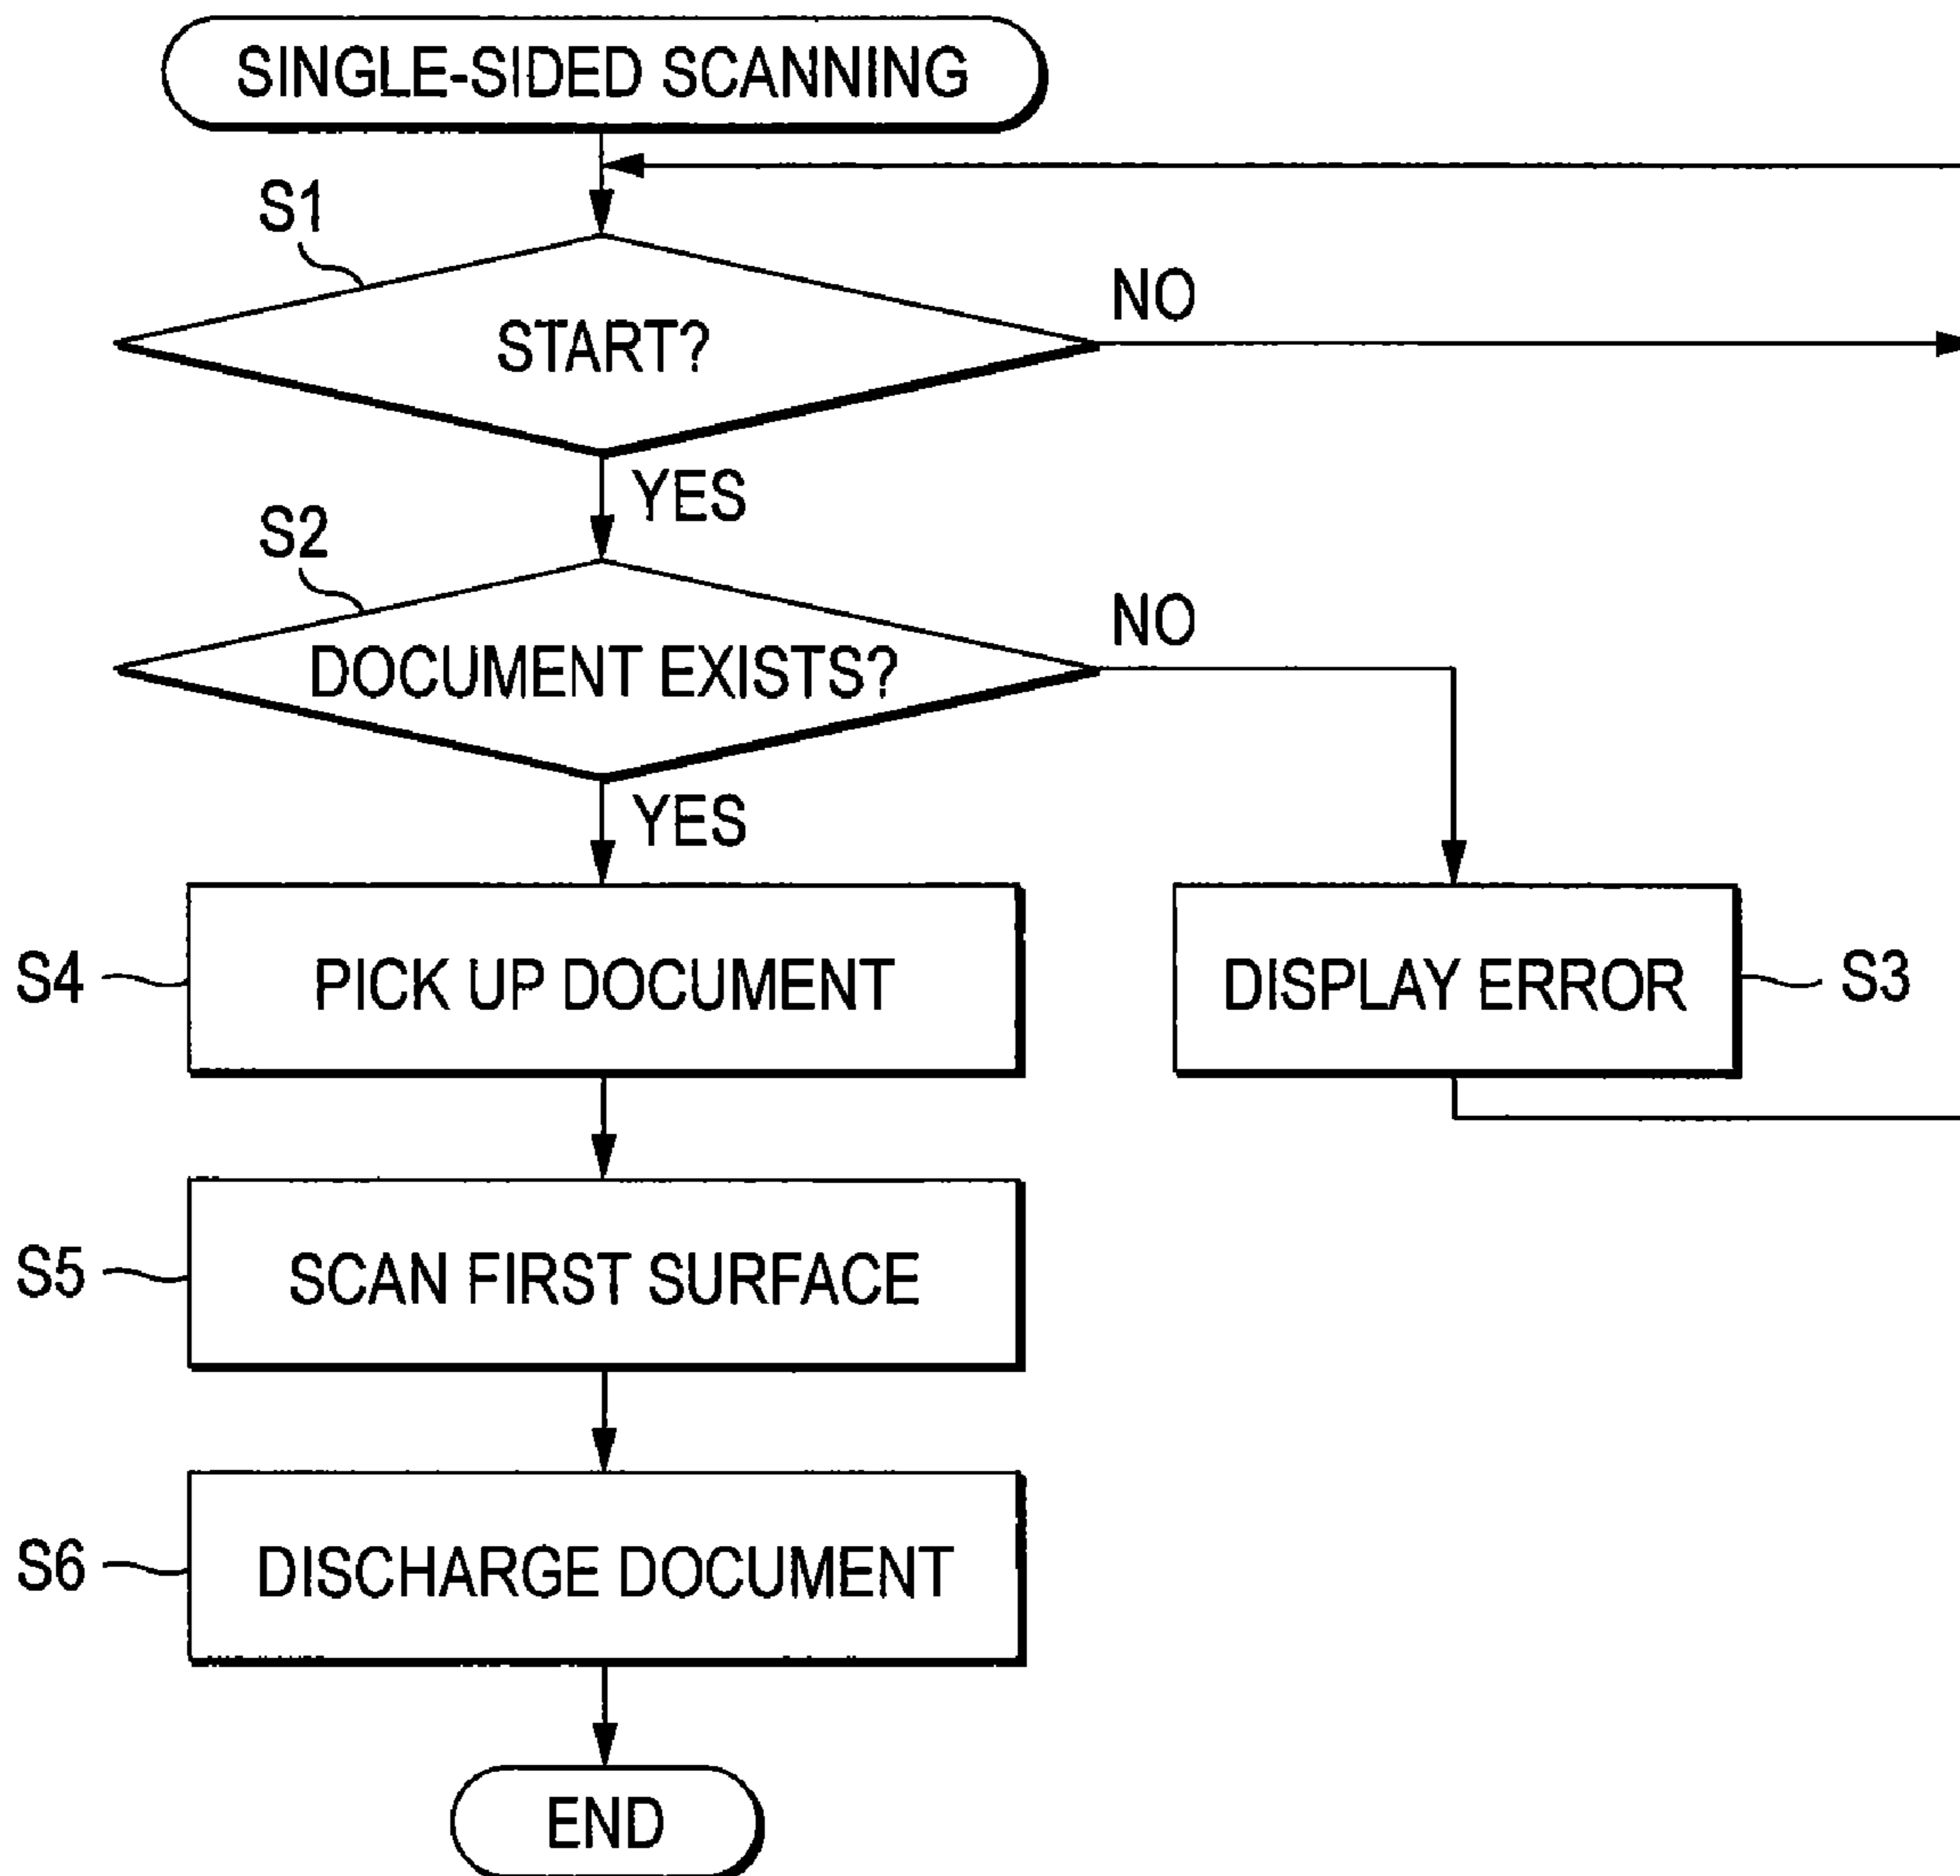 SINGLE-SIDED SCANNING
S1
START?
NO
YES
S2
DOCUMENT EXISTS?
NO
YES
S4
PICK UP DOCUMENT
DISPLAY ERROR
S3
S5
SCAN FIRST SURFACE
S6
DISCHARGE DOCUMENT
END